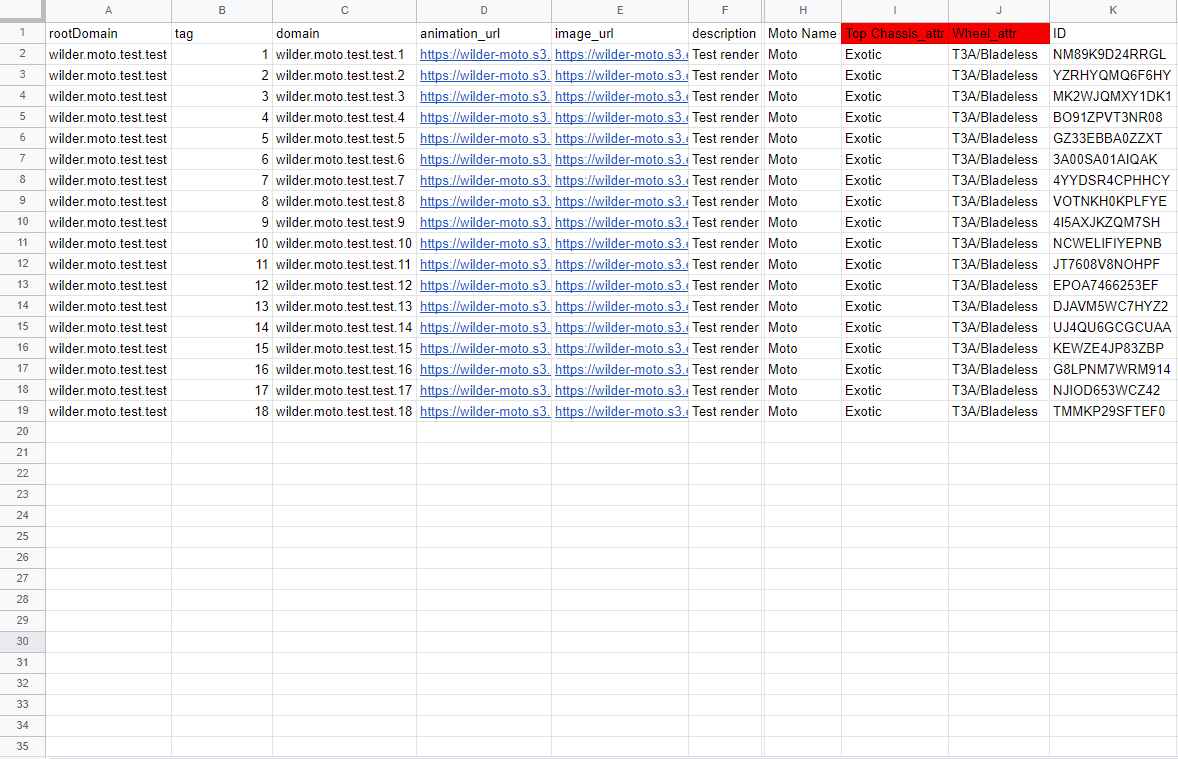 A B C D E F H I J K
1 rootDomain tag domain animation_url image_url description Moto Name Top Chassis_attr Wheel_attr ID
2 wilder.moto.test.test 1 wilder.moto.test.test.1 https://wilder-moto.s3. https://wilder-moto.s3.e Test render Moto Exotic T3A/Bladeless NM89K9D24RRGL
3 wilder.moto.test.test 2 wilder.moto.test.test.2 https://wilder-moto.s3. https://wilder-moto.s3.e Test render Moto Exotic T3A/Bladeless YZRHYQMQ6F6HY
4 wilder.moto.test.test 3 wilder.moto.test.test.3 https://wilder-moto.s3. https://wilder-moto.s3.e Test render Moto Exotic T3A/Bladeless MK2WJQMXY1DK1
5 wilder.moto.test.test 4 wilder.moto.test.test.4 https://wilder-moto.s3. https://wilder-moto.s3.e Test render Moto Exotic T3A/Bladeless BO91ZPVT3NR08
6 wilder.moto.test.test 5 wilder.moto.test.test.5 https://wilder-moto.s3. https://wilder-moto.s3.e Test render Moto Exotic T3A/Bladeless GZ33EBBA0ZZXT
7 wilder.moto.test.test 6 wilder.moto.test.test.6 https://wilder-moto.s3. https://wilder-moto.s3.e Test render Moto Exotic T3A/Bladeless 3A00SA01AIQAK
8 wilder.moto.test.test 7 wilder.moto.test.test.7 https://wilder-moto.s3. https://wilder-moto.s3.e Test render Moto Exotic T3A/Bladeless 4YYDSR4CPHHCY
9 wilder.moto.test.test 8 wilder.moto.test.test.8 https://wilder-moto.s3. https://wilder-moto.s3.e Test render Moto Exotic T3A/Bladeless VOTNKH0KPLFYE
10 wilder.moto.test.test 9 wilder.moto.test.test.9 https://wilder-moto.s3. https://wilder-moto.s3.e Test render Moto Exotic T3A/Bladeless 4I5AXJKZQM7SH
11 wilder.moto.test.test 10 wilder.moto.test.test.10 https://wilder-moto.s3. https://wilder-moto.s3.e Test render Moto Exotic T3A/Bladeless NCWELIFIYEPNB
12 wilder.moto.test.test 11 wilder.moto.test.test.11 https://wilder-moto.s3. https://wilder-moto.s3.e Test render Moto Exotic T3A/Bladeless JT7608V8NOHPF
13 wilder.moto.test.test 12 wilder.moto.test.test.12 https://wilder-moto.s3. https://wilder-moto.s3.e Test render Moto Exotic T3A/Bladeless EPOA7466253EF
14 wilder.moto.test.test 13 wilder.moto.test.test.13 https://wilder-moto.s3. https://wilder-moto.s3.e Test render Moto Exotic T3A/Bladeless DJAVM5WC7HYZ2
15 wilder.moto.test.test 14 wilder.moto.test.test.14 https://wilder-moto.s3. https://wilder-moto.s3.e Test render Moto Exotic T3A/Bladeless UJ4QU6GCGCUAA
16 wilder.moto.test.test 15 wilder.moto.test.test.15 https://wilder-moto.s3. https://wilder-moto.s3.e Test render Moto Exotic T3A/Bladeless KEWZE4JP83ZBP
17 wilder.moto.test.test 16 wilder.moto.test.test.16 https://wilder-moto.s3. https://wilder-moto.s3.e Test render Moto Exotic T3A/Bladeless G8LPNM7WRM914
18 wilder.moto.test.test 17 wilder.moto.test.test.17 https://wilder-moto.s3. https://wilder-moto.s3.e Test render Moto Exotic T3A/Bladeless NJIOD653WCZ42
19 wilder.moto.test.test 18 wilder.moto.test.test.18 https://wilder-moto.s3. https://wilder-moto.s3.e Test render Moto Exotic T3A/Bladeless TMMKP29SFTEF0
20
21
22
23
24
25
26
27
28
29
30
31
32
33
34
35